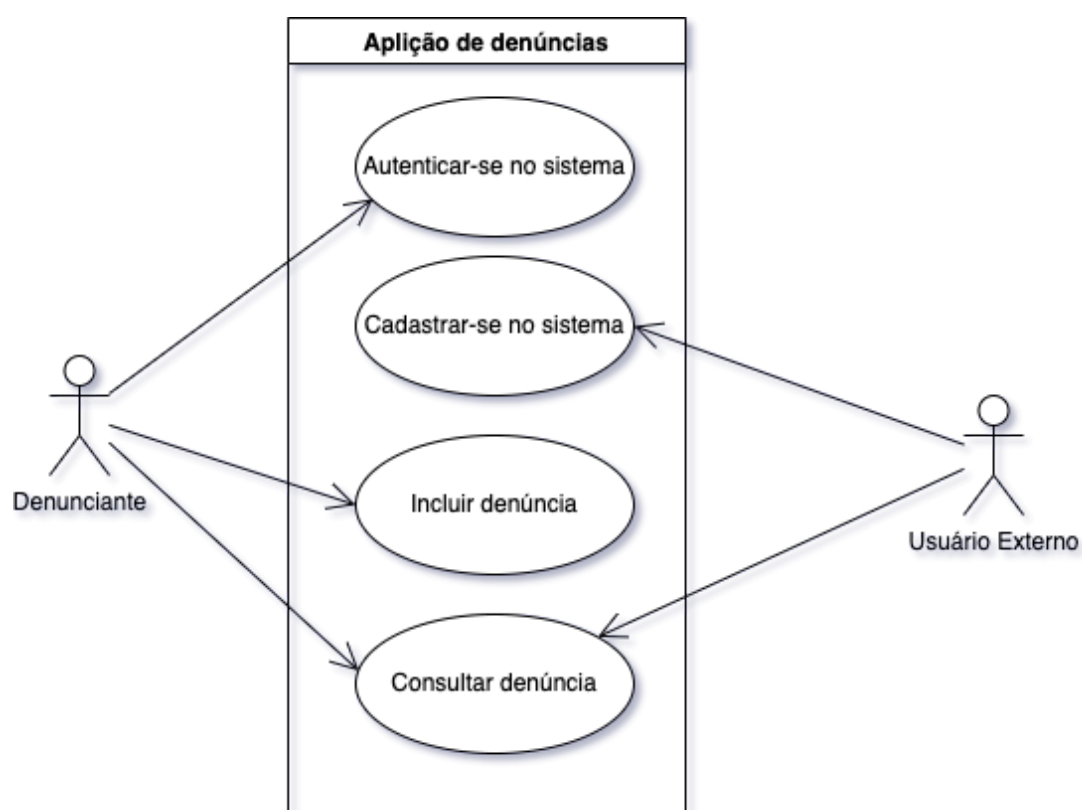 Aplição de denúncias
Autenticar-se no sistema
Cadastrar-se no sistema
Denunciante
Incluir denúncia
Usuário Externo
Consultar denúncia